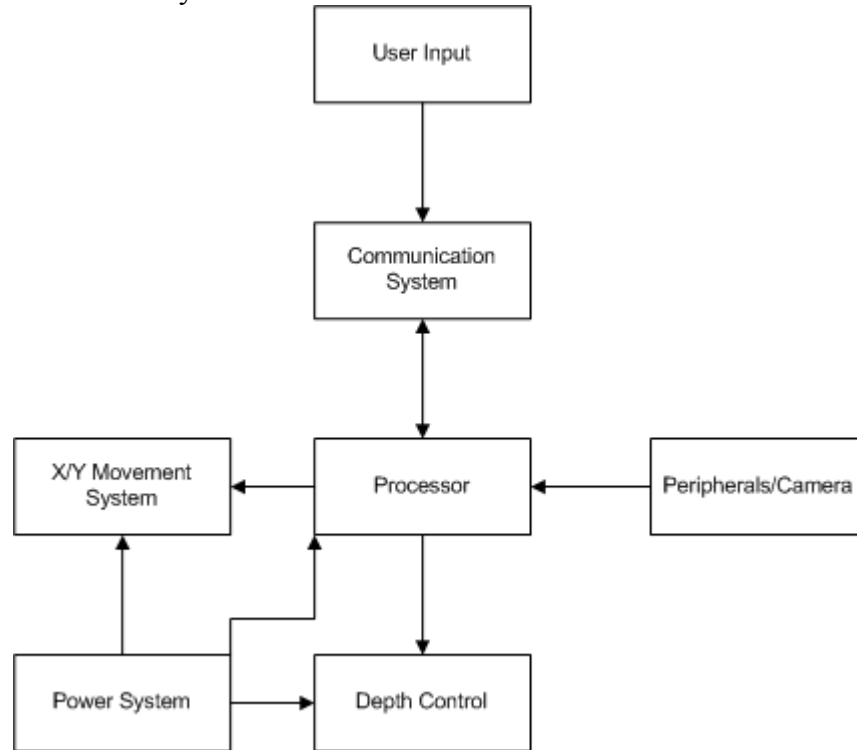 User Input
Communication
System
X/Y Movement
System
Processor
Peripherals/Camera
Power System
Depth Control